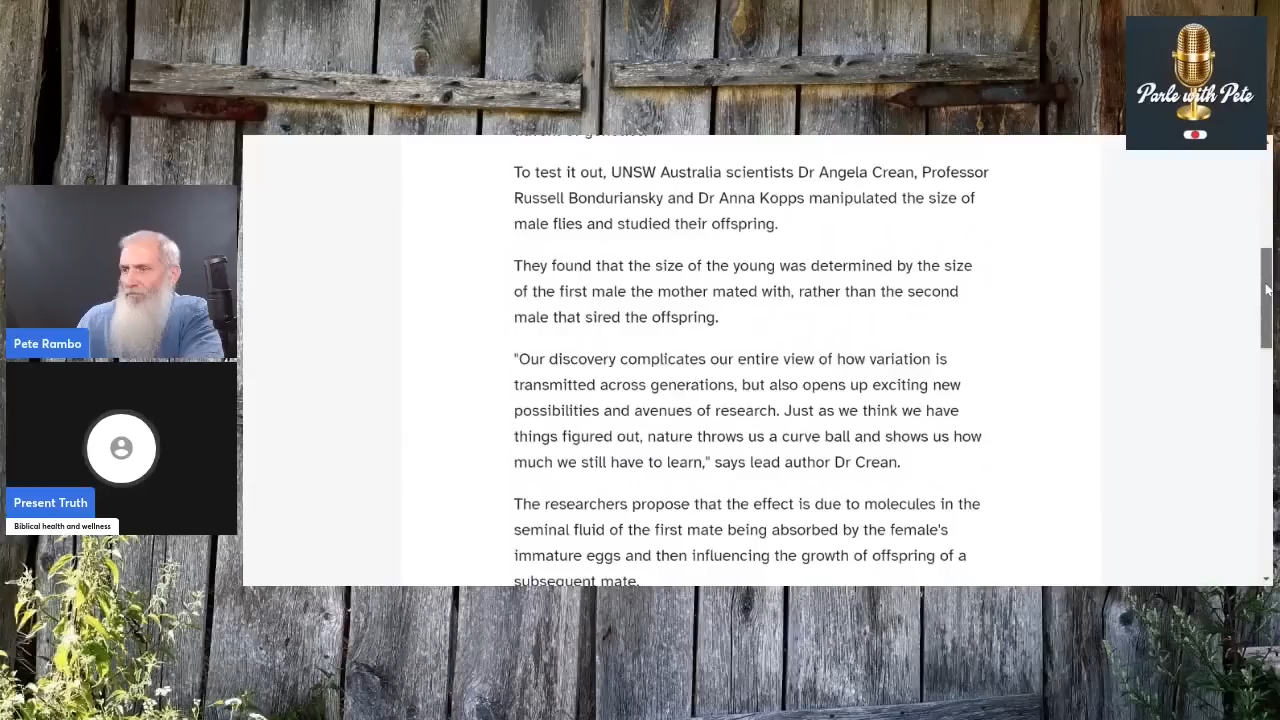 Parle with Pete
To test it out, UNSW Australia scientists Dr Angela Crean, Professor
Russell Bonduriansky and Dr Anna Kopps manipulated the size of
male flies and studied their offspring.
They found that the size of the young was determined by the size
of the first male the mother mated with, rather than the second
male that sired the offspring.
"Our discovery complicates our entire view of how variation is
transmitted across generations, but also opens up exciting new
possibilities and avenues of research. Just as we think we have
things figured out, nature throws us a curve ball and shows us how
much we still have to learn," says lead author Dr Crean.
The researchers propose that the effect is due to molecules in the
seminal fluid of the first mate being absorbed by the female's
immature eggs and then influencing the growth of offspring of a
subsequent mate.
Pete Rambo
Present Truth
Biblical health and wellness